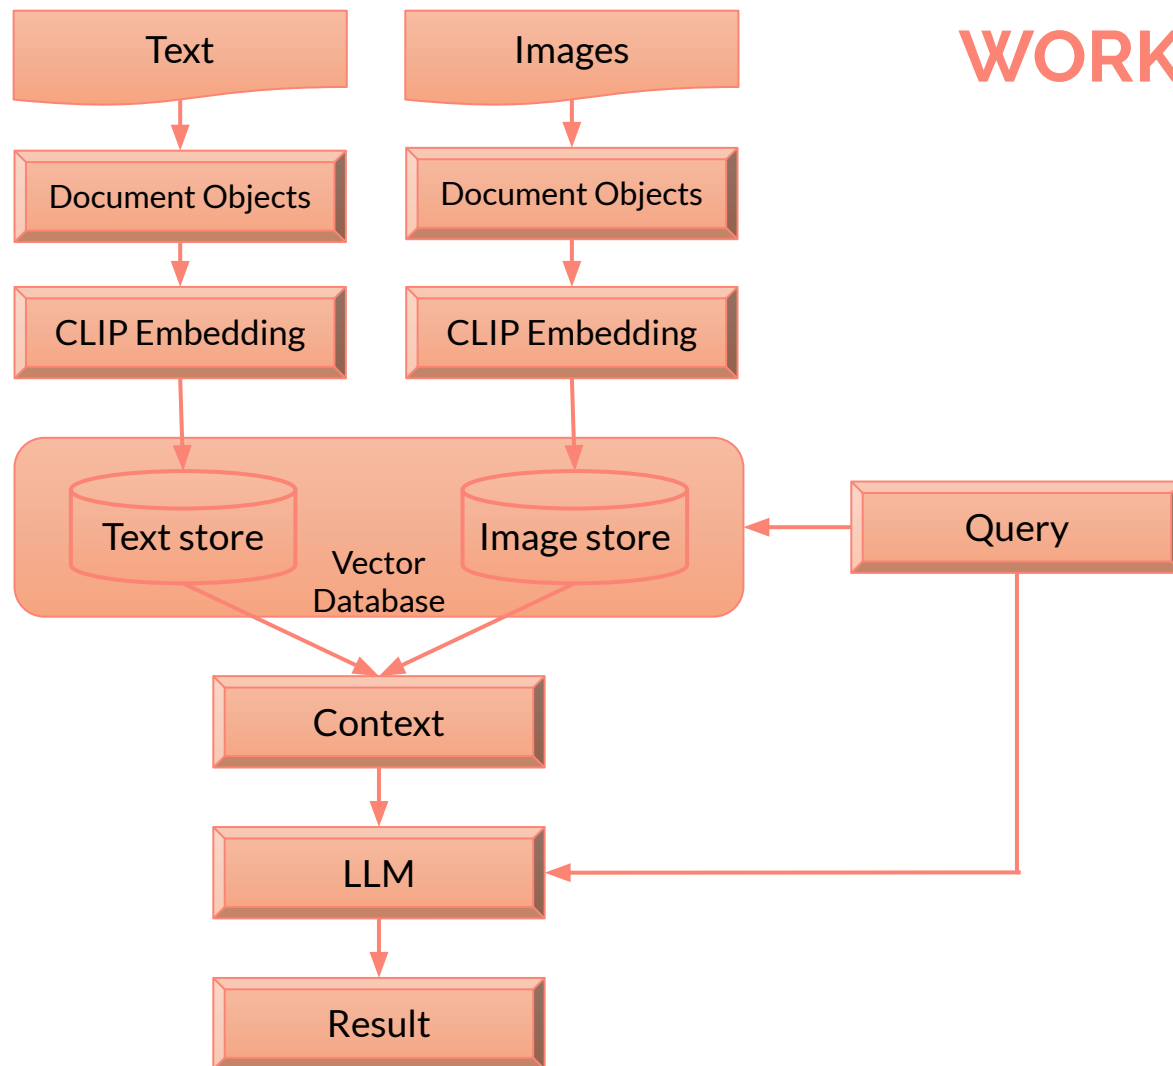 WORK
Text
Images
Document Objects
Document Objects
CLIP Embedding
CLIP Embedding
Text store
Image store
Vector
Database
Query
Context
LLM
Result